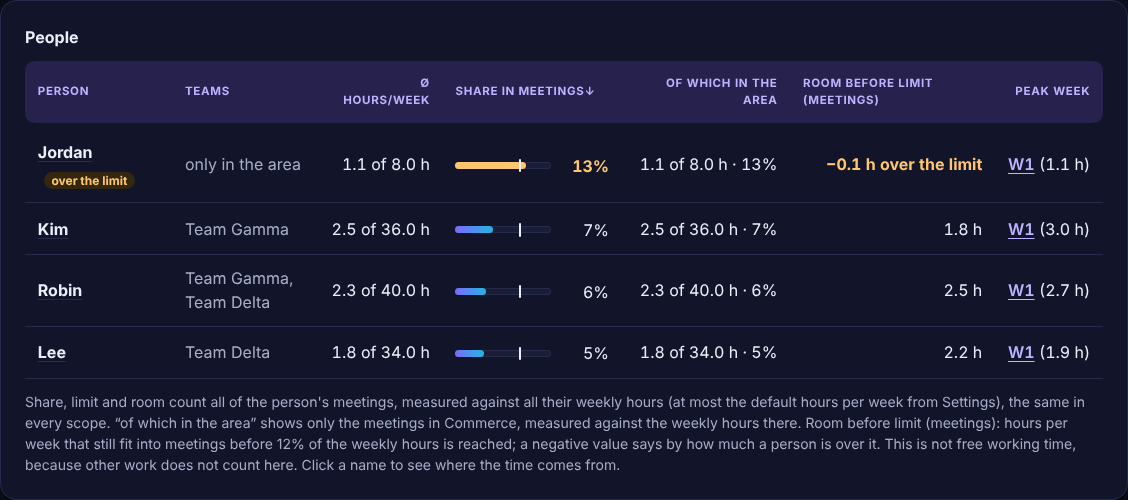 People
PERSON TEAMS Ø HOURS/WEEK SHARE IN MEETINGS↓ OF WHICH IN THE AREA ROOM BEFORE LIMIT (MEETINGS) PEAK WEEK
Jordan only in the area 1.1 of 8.0 h 13% 1.1 of 8.0 h · 13% −0.1 h over the limit W1 (1.1 h)
over the limit
Kim Team Gamma 2.5 of 36.0 h 7% 2.5 of 36.0 h · 7% 1.8 h W1 (3.0 h)
Robin Team Gamma, Team Delta 2.3 of 40.0 h 6% 2.3 of 40.0 h · 6% 2.5 h W1 (2.7 h)
Lee Team Delta 1.8 of 34.0 h 5% 1.8 of 34.0 h · 5% 2.2 h W1 (1.9 h)
Share, limit and room count all of the person's meetings, measured against all their weekly hours (at most the default hours per week from Settings), the same in
every scope. “of which in the area” shows only the meetings in Commerce, measured against the weekly hours there. Room before limit (meetings): hours per
week that still fit into meetings before 12% of the weekly hours is reached; a negative value says by how much a person is over it. This is not free working time,
because other work does not count here. Click a name to see where the time comes from.